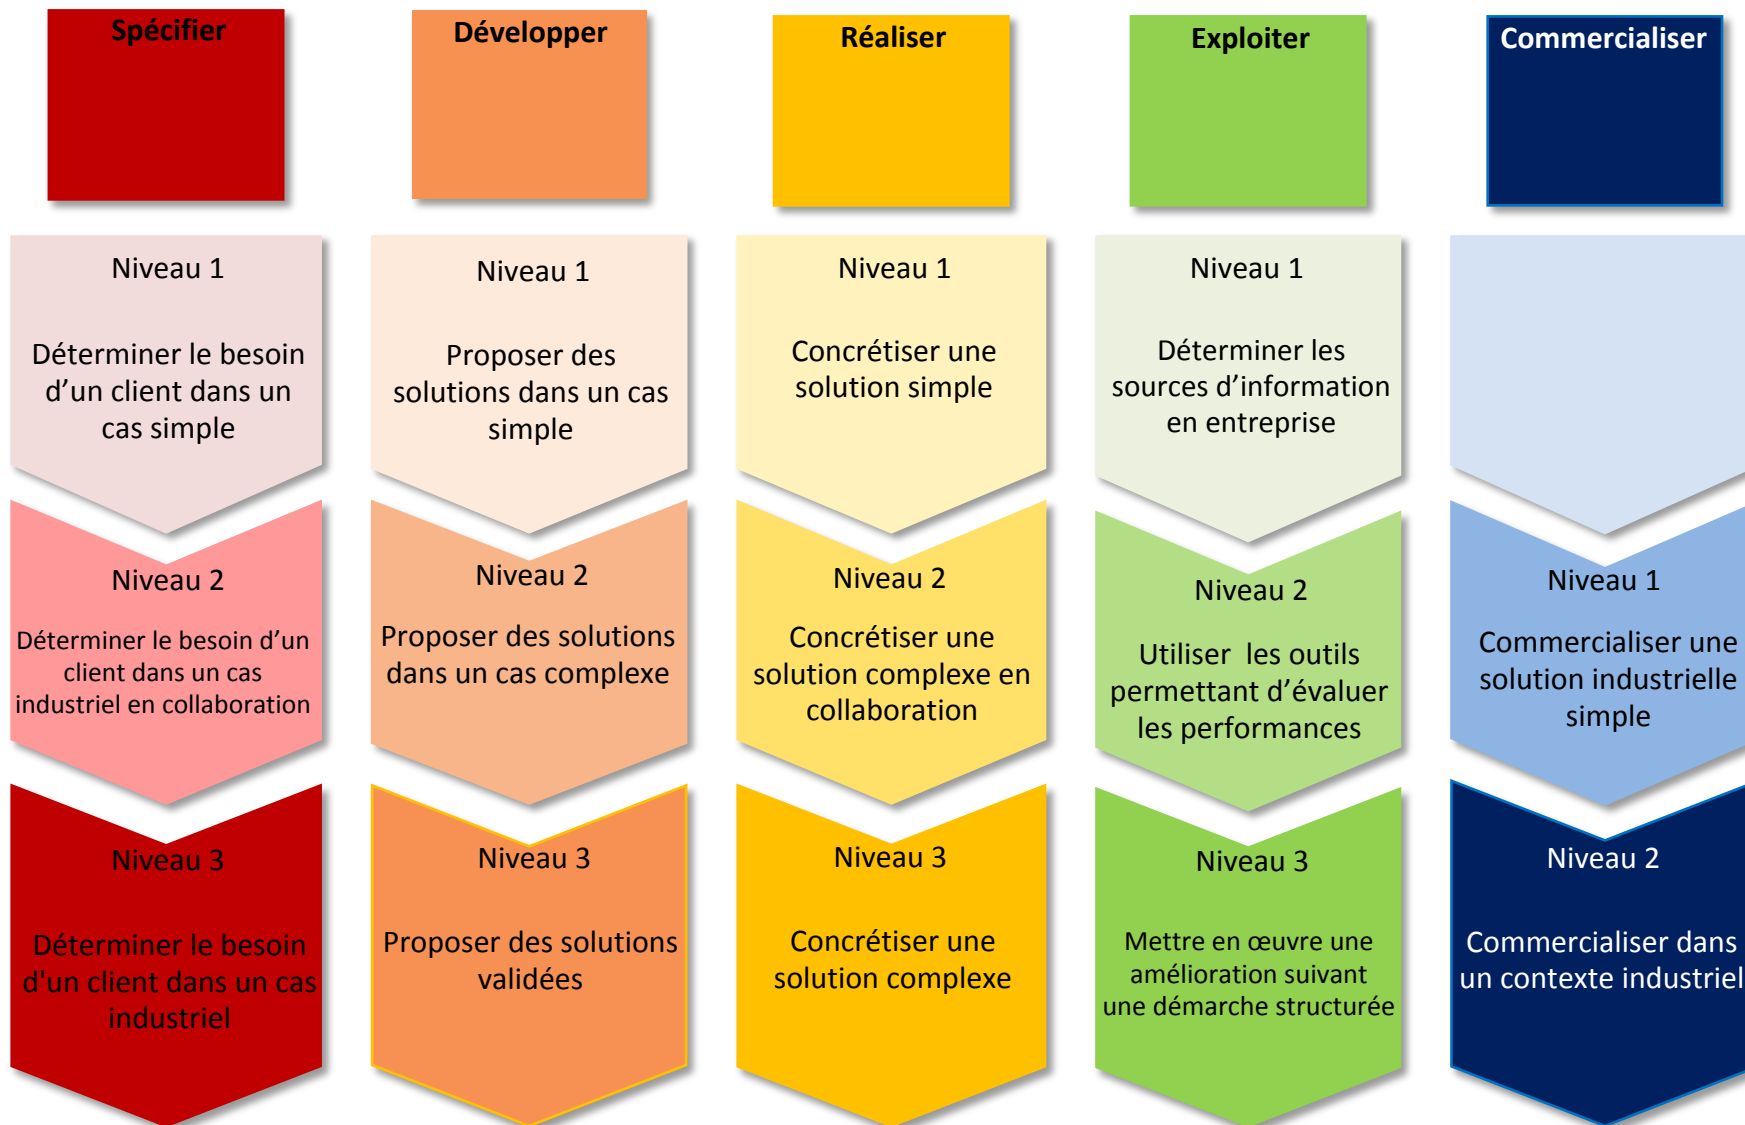 Spécifier
Développer
Réaliser
Exploiter
Commercialiser
Niveau 1
Déterminer le besoin
d’un client dans un
cas simple
Niveau 1
Proposer des
solutions dans un cas
simple
Niveau 1
Concrétiser une
solution simple
Niveau 1
Déterminer les
sources d’information
en entreprise
Niveau 2
Déterminer le besoin d’un
client dans un cas
industriel en collaboration
Niveau 2
Proposer des solutions
dans un cas complexe
Niveau 2
Concrétiser une
solution complexe en
collaboration
Niveau 2
Utiliser les outils
permettant d’évaluer
les performances
Niveau 1
Commercialiser une
solution industrielle
simple
Niveau 3
Déterminer le besoin
d'un client dans un cas
industriel
Niveau 3
Proposer des solutions
validées
Niveau 3
Concrétiser une
solution complexe
Niveau 3
Mettre en œuvre une
amélioration suivant
une démarche structurée
Niveau 2
Commercialiser dans
un contexte industriel